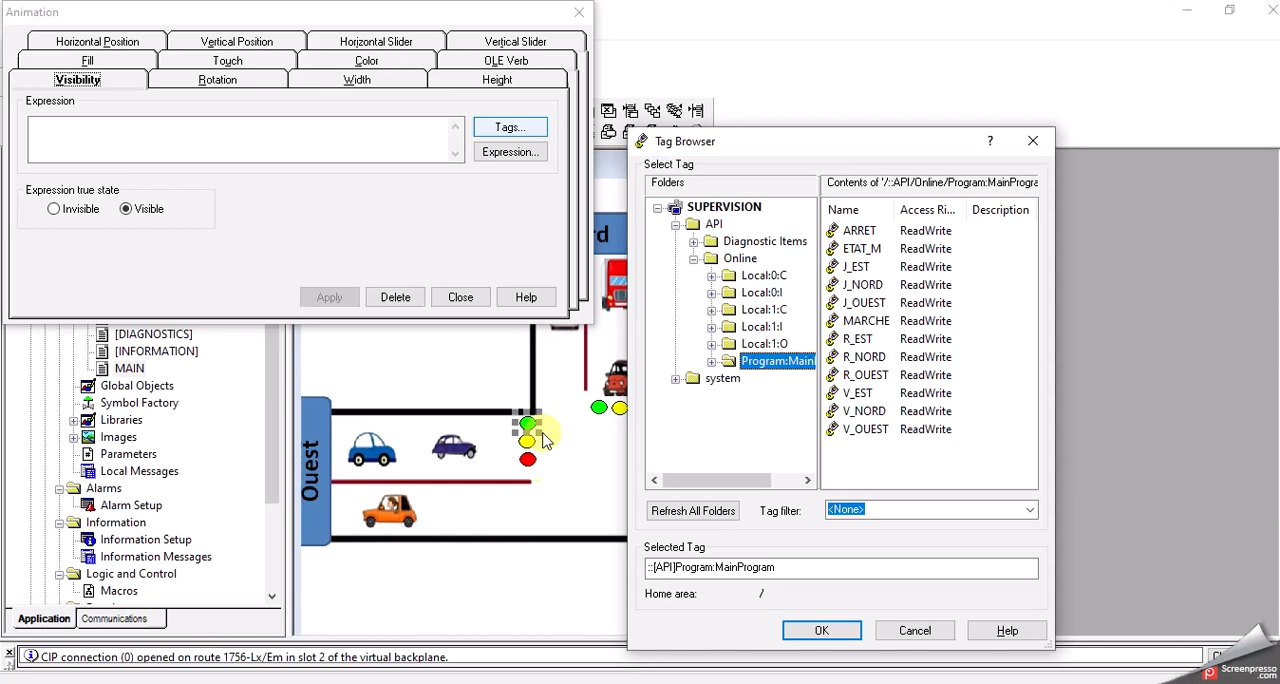 Animation
Horizontal Position Vertical Position Horizontal Slider Vertical Slider
Fill Touch Color OLE Verb
Visibility Rotation Width Height
Expression
Tags...
Expression...
Expression true state
Invisible Visible
Apply Delete Close Help
Tag Browser
Select Tag
Folders
Contents of '/::API/Online/Program:MainProgra
SUPERVISION
API
Diagnostic Items
Online
Local:0:C
Local:0:I
Local:1:C
Local:1:I
Local:1:O
Program:MainI
system
Name Access Ri... Description
ARRET ReadWrite
ETAT_M ReadWrite
J_EST ReadWrite
J_NORD ReadWrite
J_OUEST ReadWrite
MARCHE ReadWrite
R_EST ReadWrite
R_NORD ReadWrite
R_OUEST ReadWrite
V_EST ReadWrite
V_NORD ReadWrite
V_OUEST ReadWrite
Refresh All Folders Tag filter: <None>
Selected Tag
::[API]Program:MainProgram
Home area: /
OK Cancel Help
rd
[DIAGNOSTICS]
[INFORMATION]
MAIN
Global Objects
Symbol Factory
Libraries
Images
Parameters
Local Messages
Alarms
Alarm Setup
Information
Information Setup
Information Messages
Logic and Control
Macros
Application Communications
Ouest
CIP connection (0) opened on route 1756-Lx/Em in slot 2 of the virtual backplane.
Screenpresso
.com